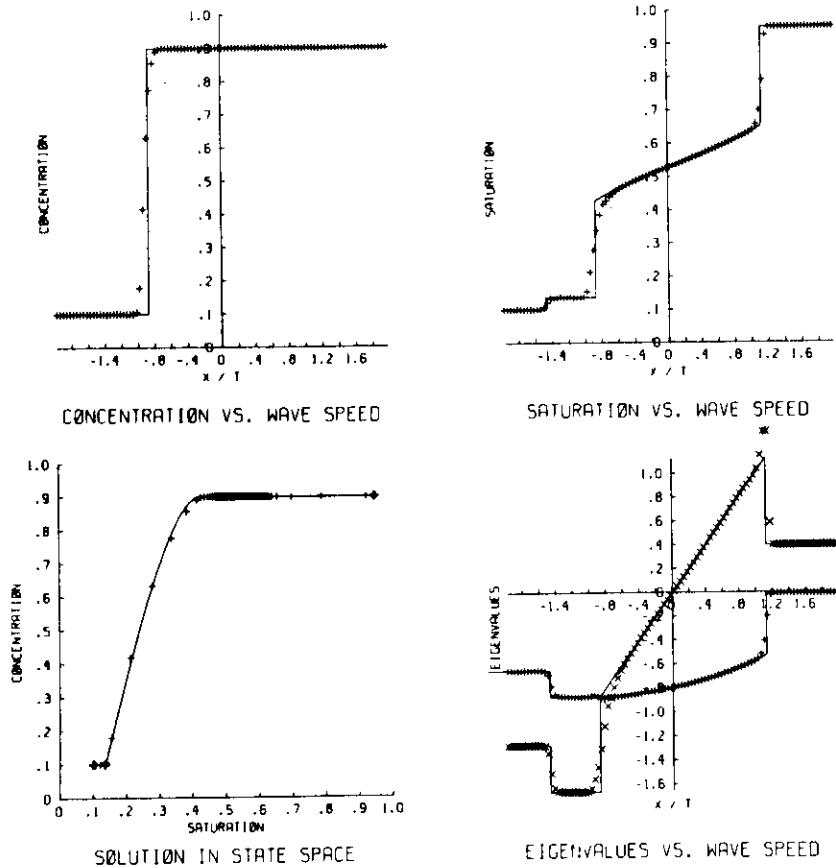 1.0
.9
.8
.7
.6
.5
.4
.3
.2
.1
0
CONCENTRATION
-1.4 -.8 -.4 0 .4 .8 1.2 1.6
X / T
CØNCENTRATIØN VS. WAVE SPEED
1.0
.9
.8
.7
.6
.5
.4
.3
.2
.1
0
SATURATIØN
-1.4 -.8 -.4 0 .4 .8 1.2 1.6
X / T
SATURATIØN VS. WAVE SPEED
1.0
.9
.8
.7
.6
.5
.4
.3
.2
.1
0
CØNCENTRATIØN
0 .1 .2 .3 .4 .5 .6 .7 .8 .9 1.0
SATURATIØN
SØLUTIØN IN STATE SPACE
1.0
.8
.6
.4
.2
0
-.4
-.6
-.8
-1.0
-1.2
-1.4
-1.6
EIGENVALUES
-1.4 -.8 -.4 0 .4 .8 1.2 1.6
X / T
EIGENVALUES VS. WAVE SPEED